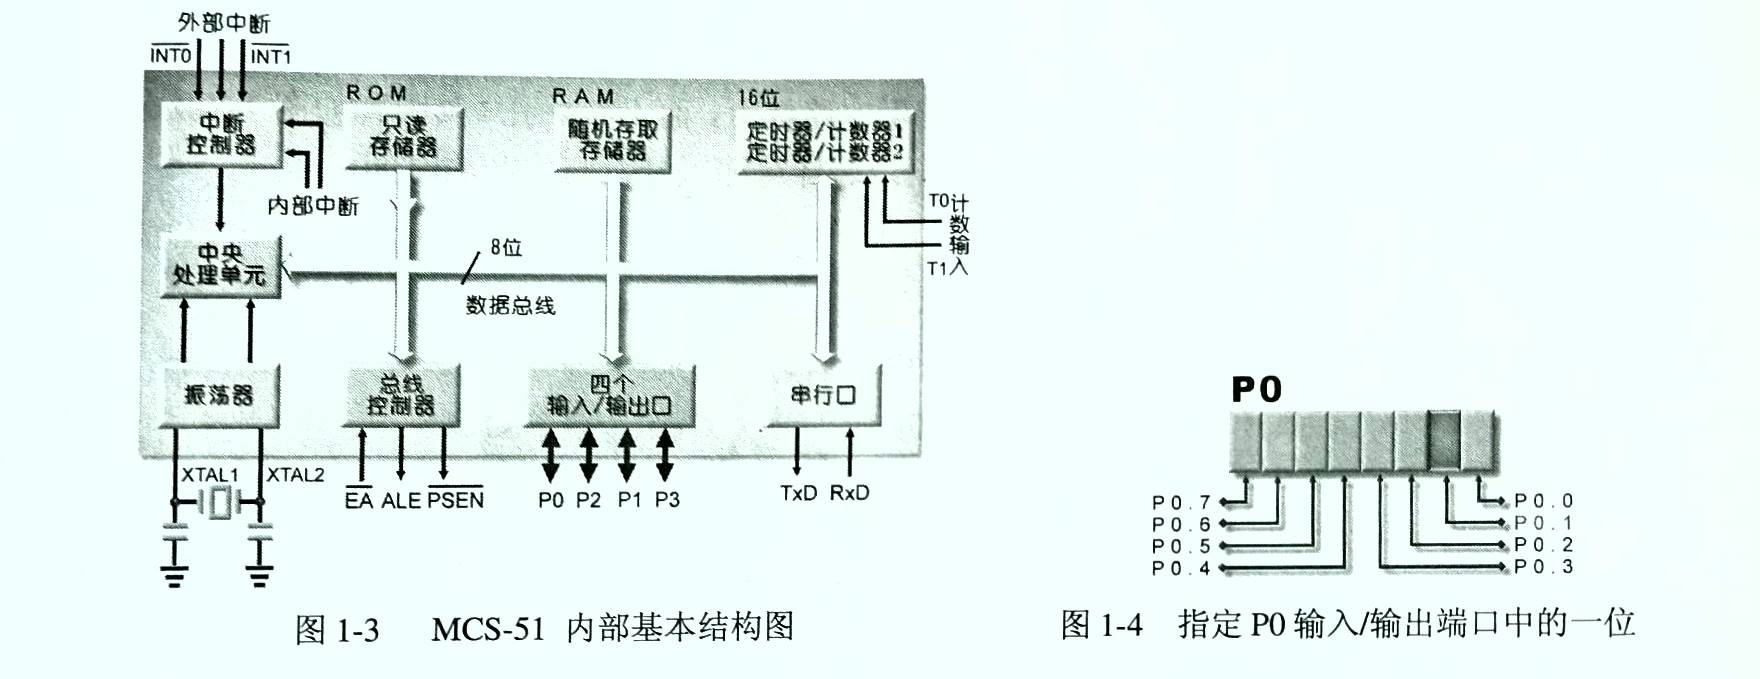 外部中断
INT0
INT1
ROM
RAM
16位
中断
控制器
只读
存储器
随机存取
存储器
定时器/计数器1
定时器/计数器2
内部中断
T0计
数
输
T1入
中央
处理单元
8位
数据总线
振荡器
总线
控制器
四个
输入/输出口
串行口
XTAL1
XTAL2
EA ALE PSEN
P0 P2 P1 P3
TxD RxD
图 1-3 MCS-51 内部基本结构图
P0
P0.7
P0.6
P0.5
P0.4
P0.0
P0.1
P0.2
P0.3
图 1-4 指定 P0 输入/输出端口中的一位